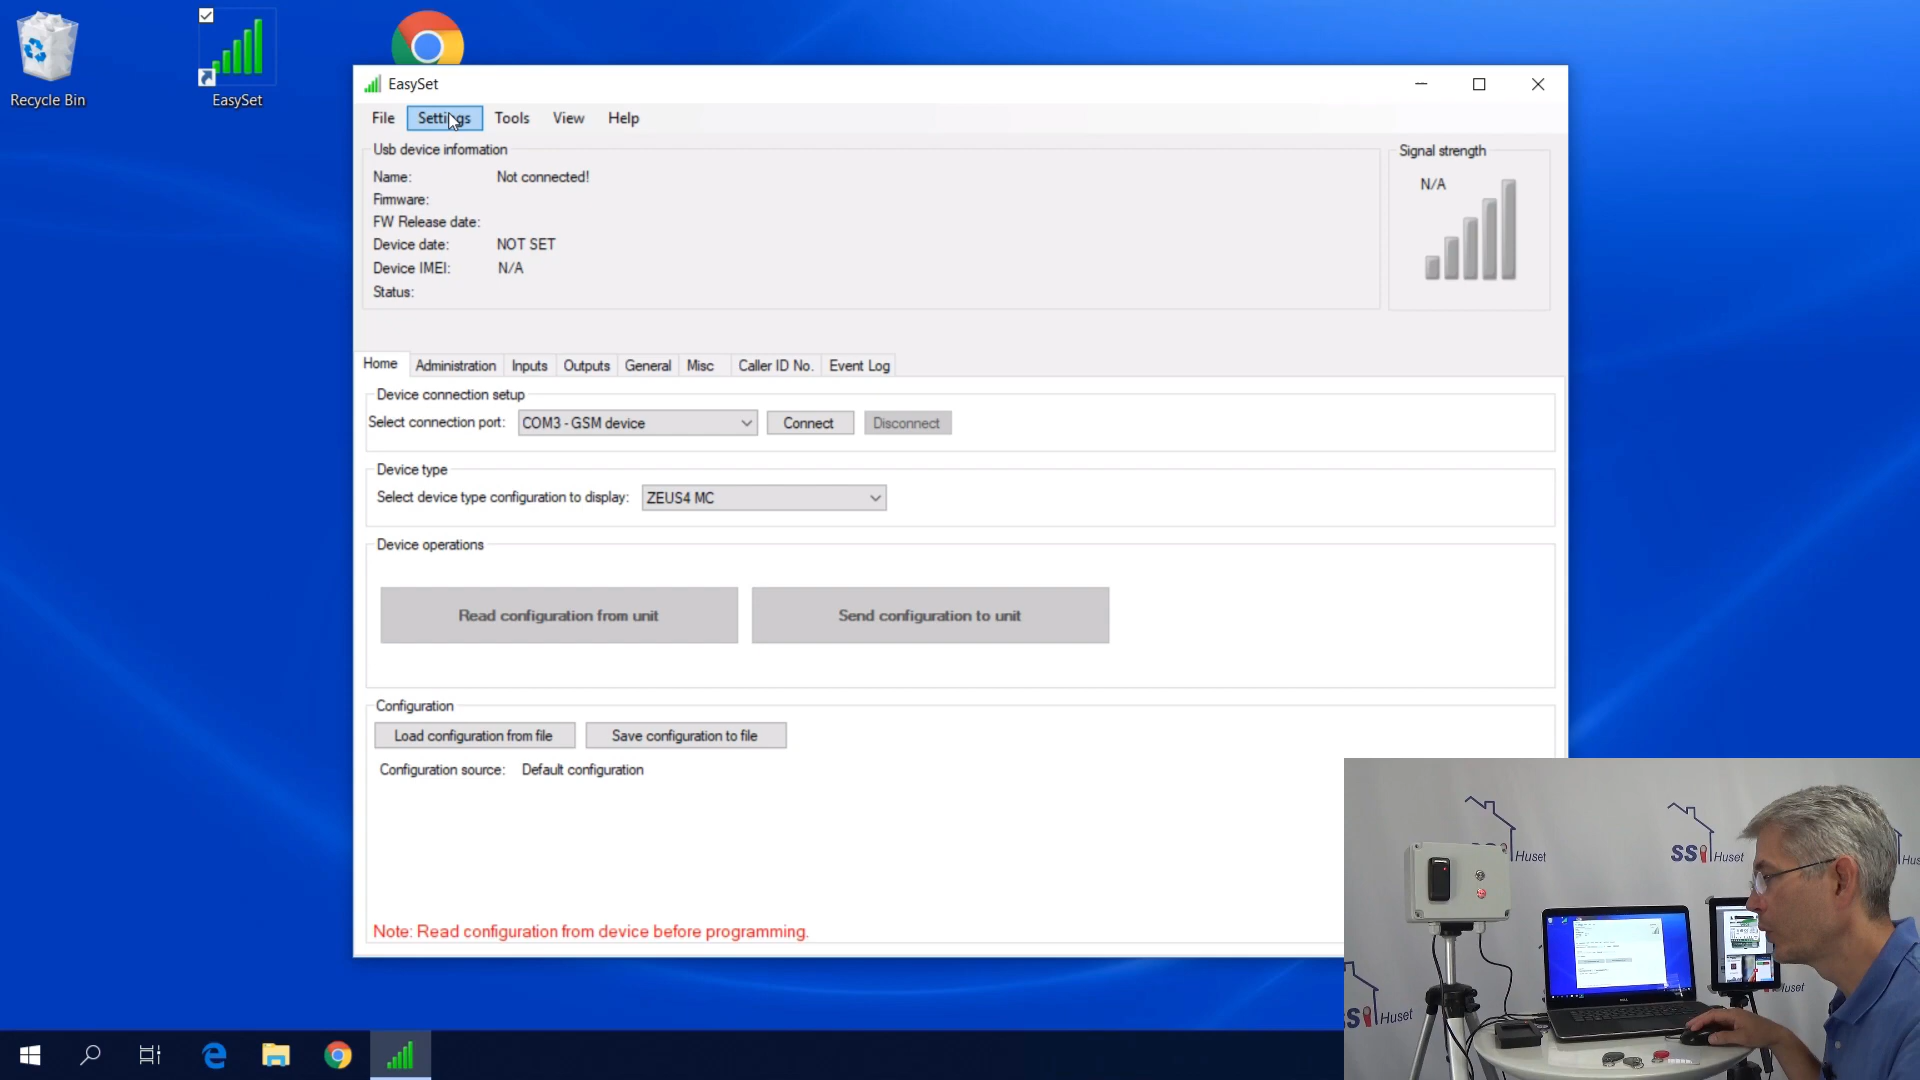 Recycle Bin
EasySet
EasySet
File Settings Tools View Help
Usb device information
Name: Not connected!
Firmware:
FW Release date:
Device date: NOT SET
Device IMEI: N/A
Status:
Signal strength
N/A
Home Administration Inputs Outputs General Misc Caller ID No. Event Log
Device connection setup
Select connection port: COM3 - GSM device Connect Disconnect
Device type
Select device type configuration to display: ZEUS4 MC
Device operations
Read configuration from unit Send configuration to unit
Configuration
Load configuration from file Save configuration to file
Configuration source: Default configuration
Note: Read configuration from device before programming.
Huset
SSI Huset
Huset
SSI Huset